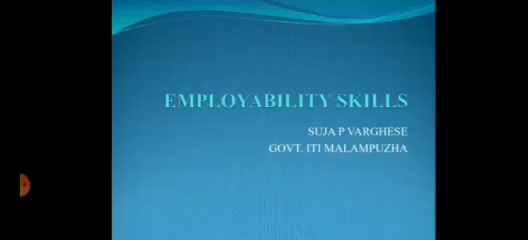 EMPLOYABILITY SKILLS
SUJA P VARGHESE
GOVT. ITI MALAMPUZHA